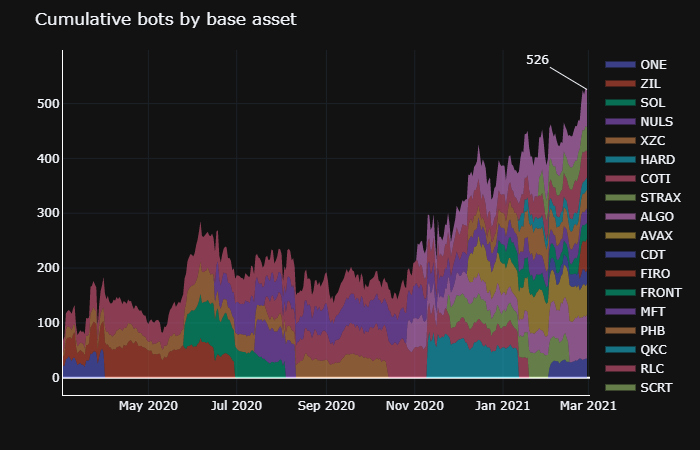 Cumulative bots by base asset
526
500
400
300
200
100
0
May 2020
Jul 2020
Sep 2020
Nov 2020
Jan 2021
Mar 2021
ONE
ZIL
SOL
NULS
XZC
HARD
COTI
STRAX
ALGO
AVAX
CDT
FIRO
FRONT
MFT
PHB
QKC
RLC
SCRT